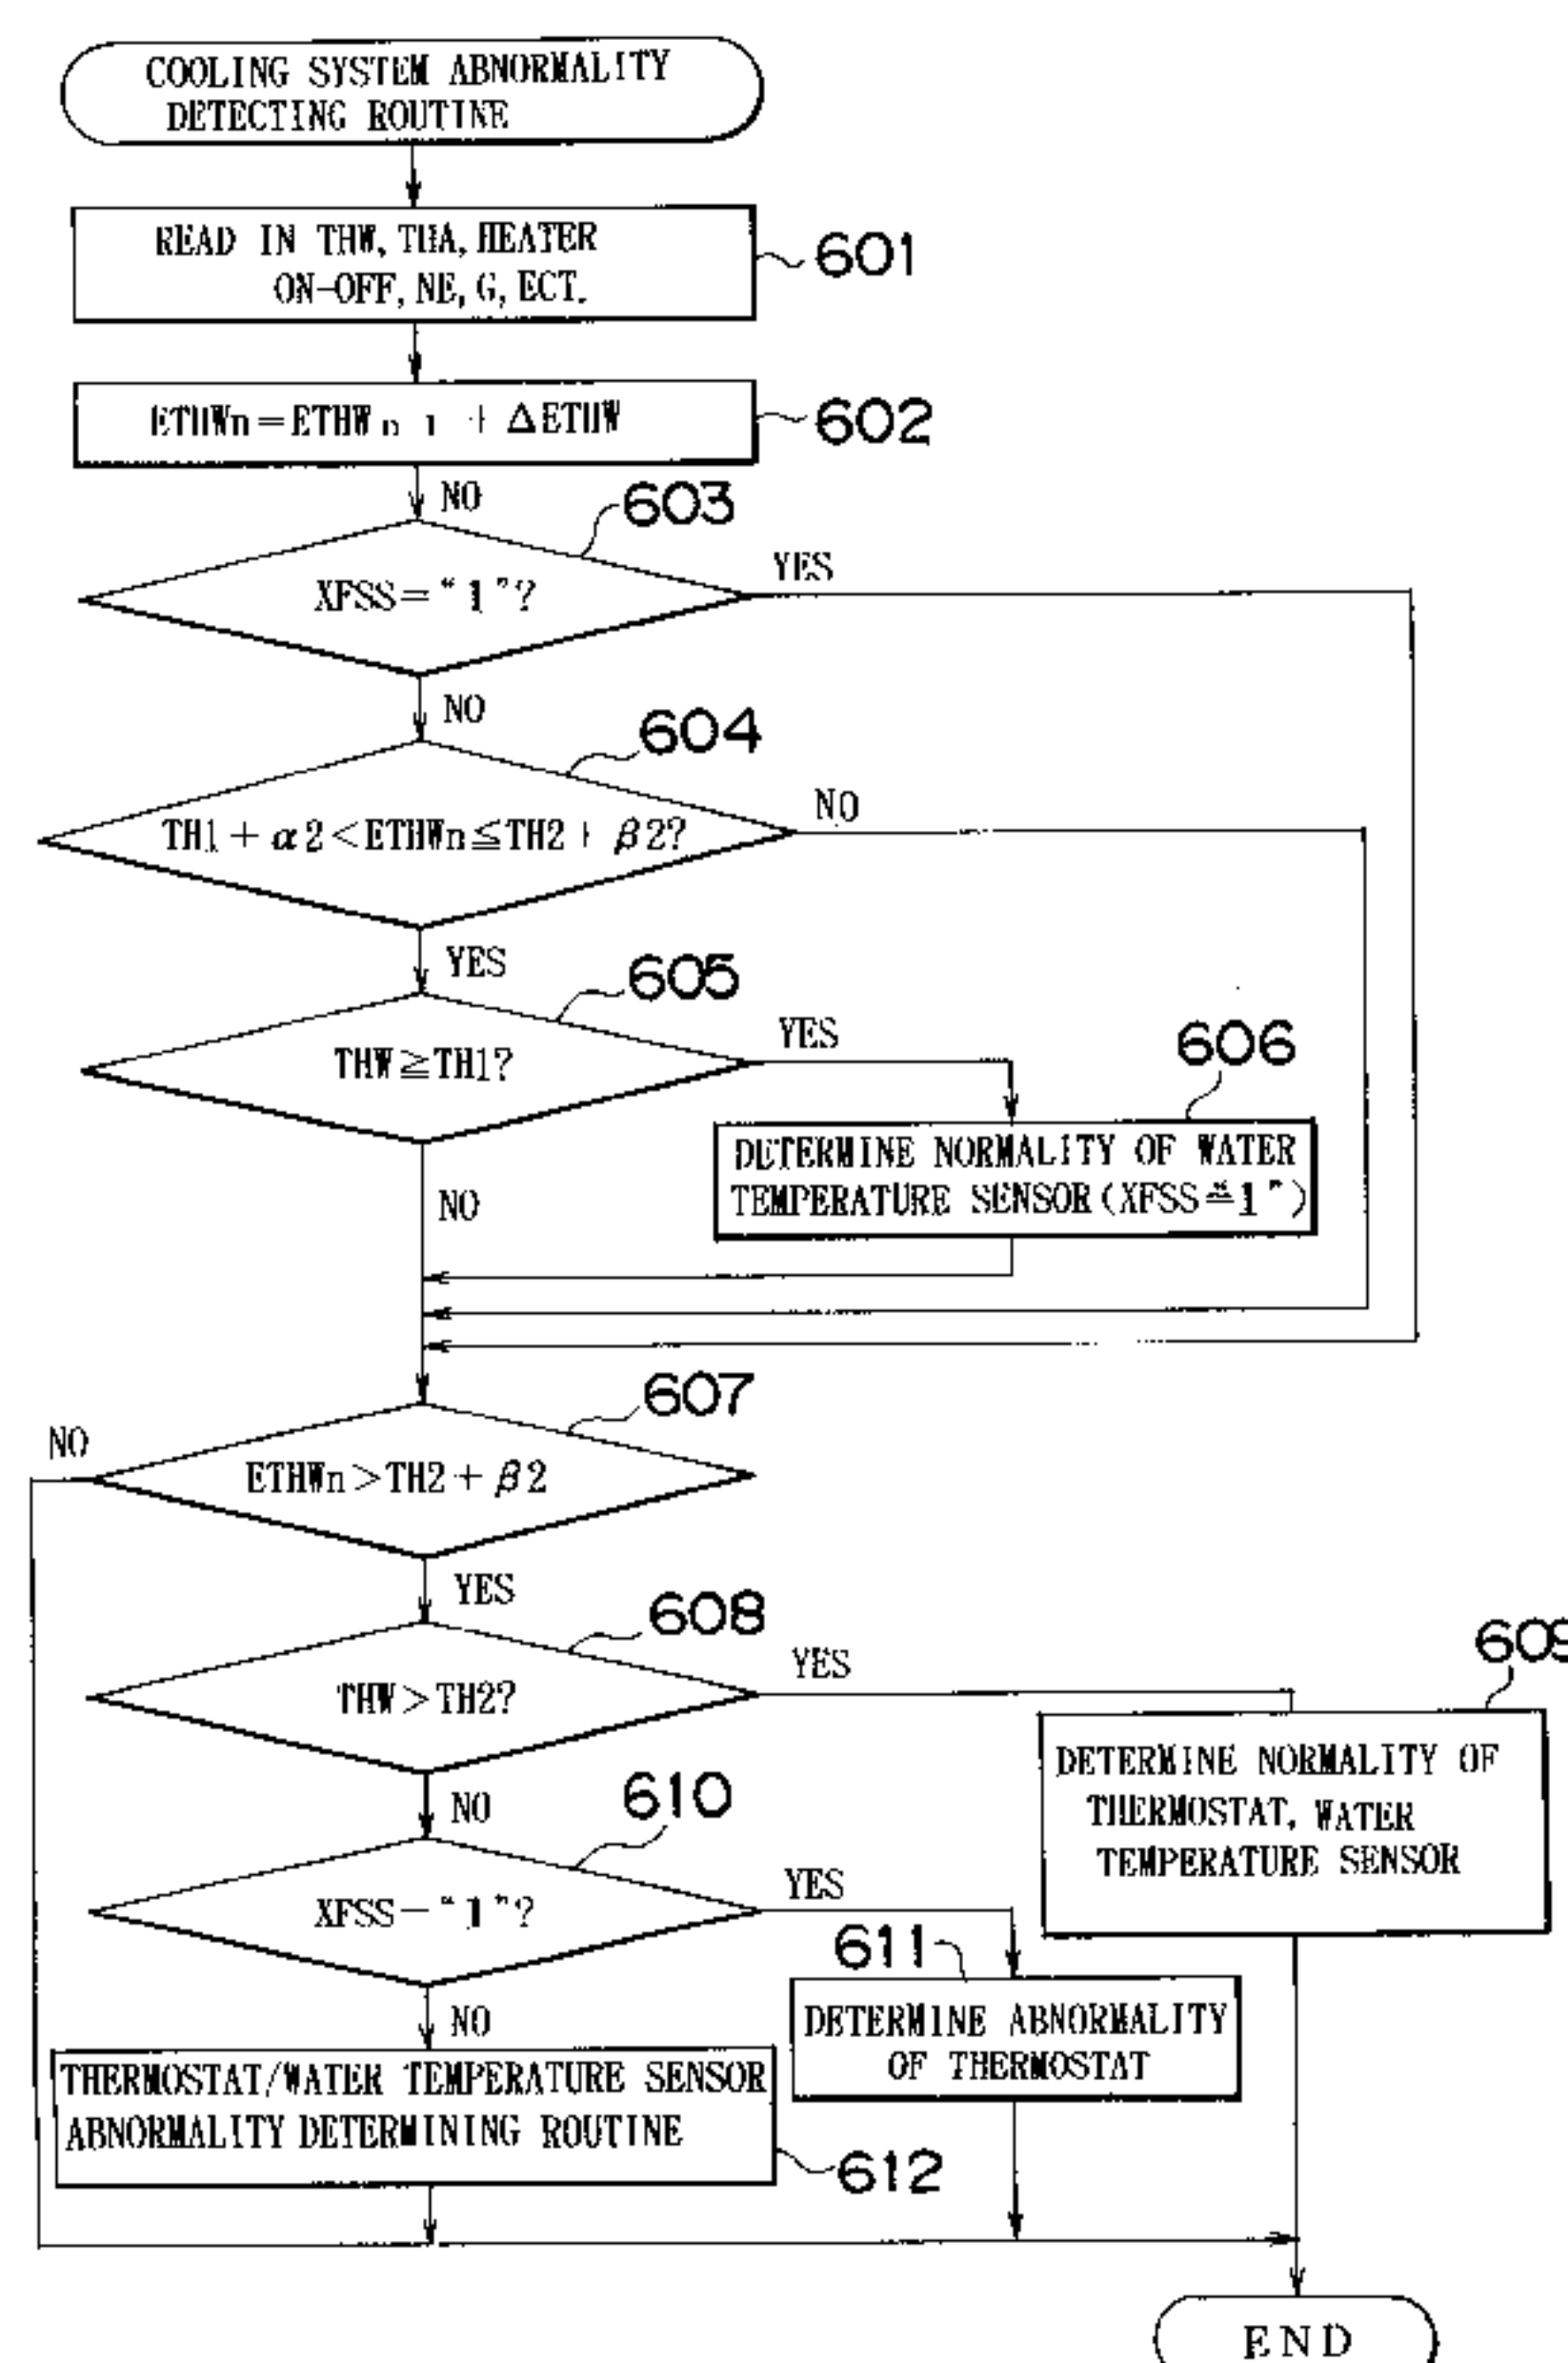 COOLING SYSTEM ABNORMALITY
DETECTING ROUTINE
READ IN THW, THA, HEATER
ON-OFF, NE, G, ECT.
601
ETHWn=ETHWn-1 + ΔETHW
602
NO
603
XFSS="1"?
YES
NO
604
TH1+α2<ETHWn≦TH2+β2?
NO
YES
605
THW≧TH1?
YES
606
DETERMINE NORMALITY OF WATER
TEMPERATURE SENSOR(XFSS="1")
NO
607
NO
ETHWn>TH2+β2
YES
608
THW>TH2?
YES
609
DETERMINE NORMALITY OF
THERMOSTAT, WATER
TEMPERATURE SENSOR
NO
610
XFSS="1"?
YES
611
DETERMINE ABNORMALITY
OF THERMOSTAT
NO
THERMOSTAT/WATER TEMPERATURE SENSOR
ABNORMALITY DETERMINING ROUTINE
612
END